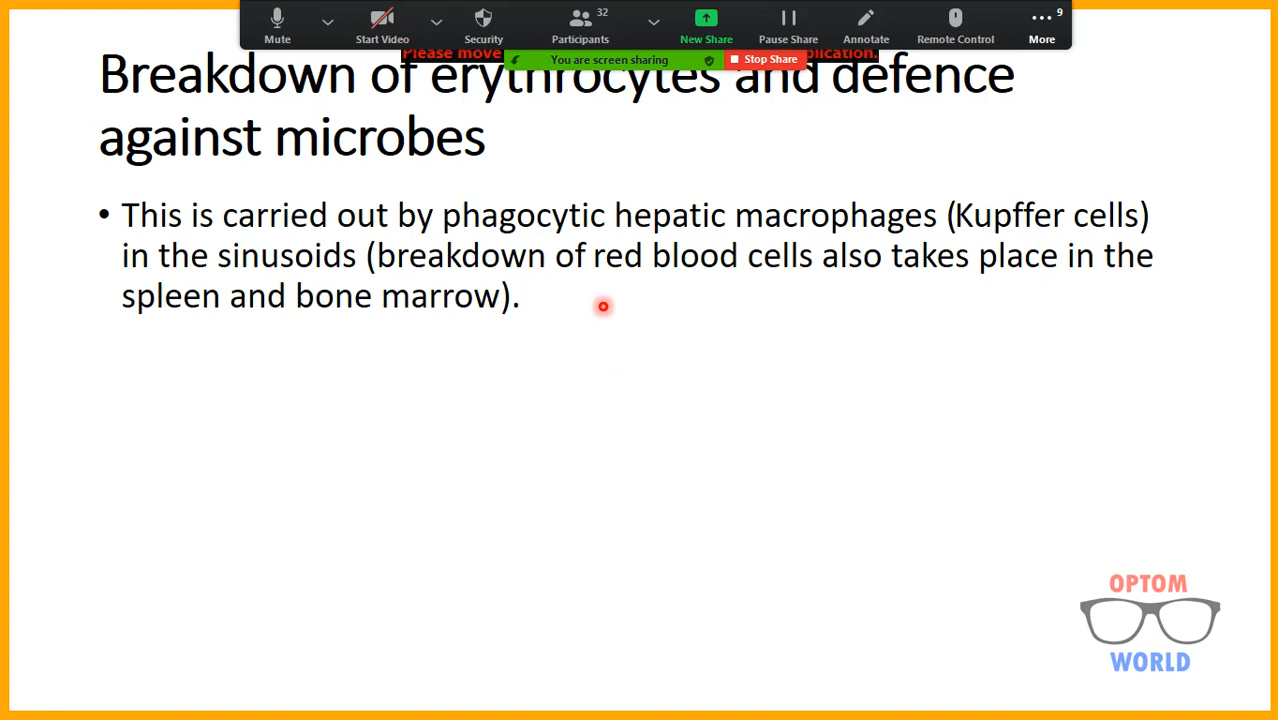 32
9
Mute
Start Video
Security
Participants
New Share
Pause Share
Annotate
Remote Control
More
Please move
You are screen sharing
Stop Share
plication.
Breakdown of erythrocytes and defence
against microbes
• This is carried out by phagocytic hepatic macrophages (Kupffer cells)
in the sinusoids (breakdown of red blood cells also takes place in the
spleen and bone marrow).
OPTOM
WORLD